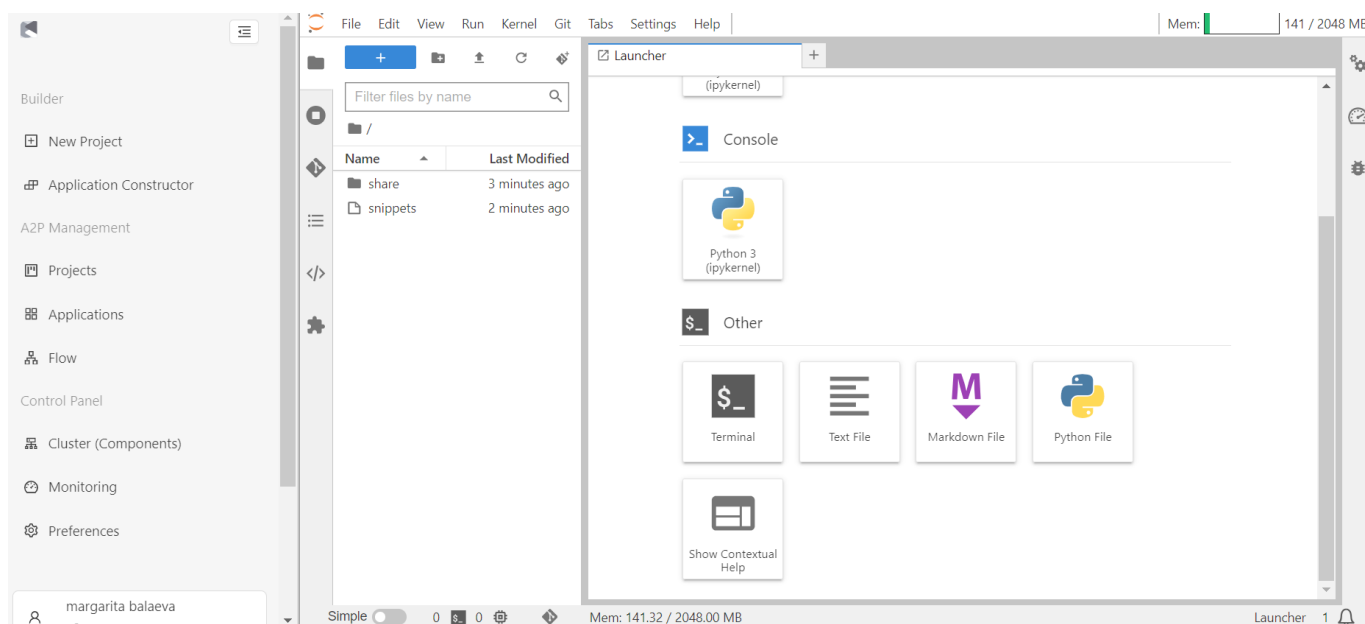 File Edit View Run Kernel Git Tabs Settings Help
Mem: 141 / 2048 MB
Builder
New Project
Application Constructor
A2P Management
Projects
Applications
Flow
Control Panel
Cluster (Components)
Monitoring
Preferences
margarita balaeva
+
Filter files by name
/
Name Last Modified
share 3 minutes ago
snippets 2 minutes ago
Launcher +
(ipykernel)
Console
Python 3
(ipykernel)
$_ Other
$_
Terminal
Text File
M
Markdown File
Python File
Show Contextual
Help
Simple 0 $_ 0 Mem: 141.32 / 2048.00 MB Launcher 1